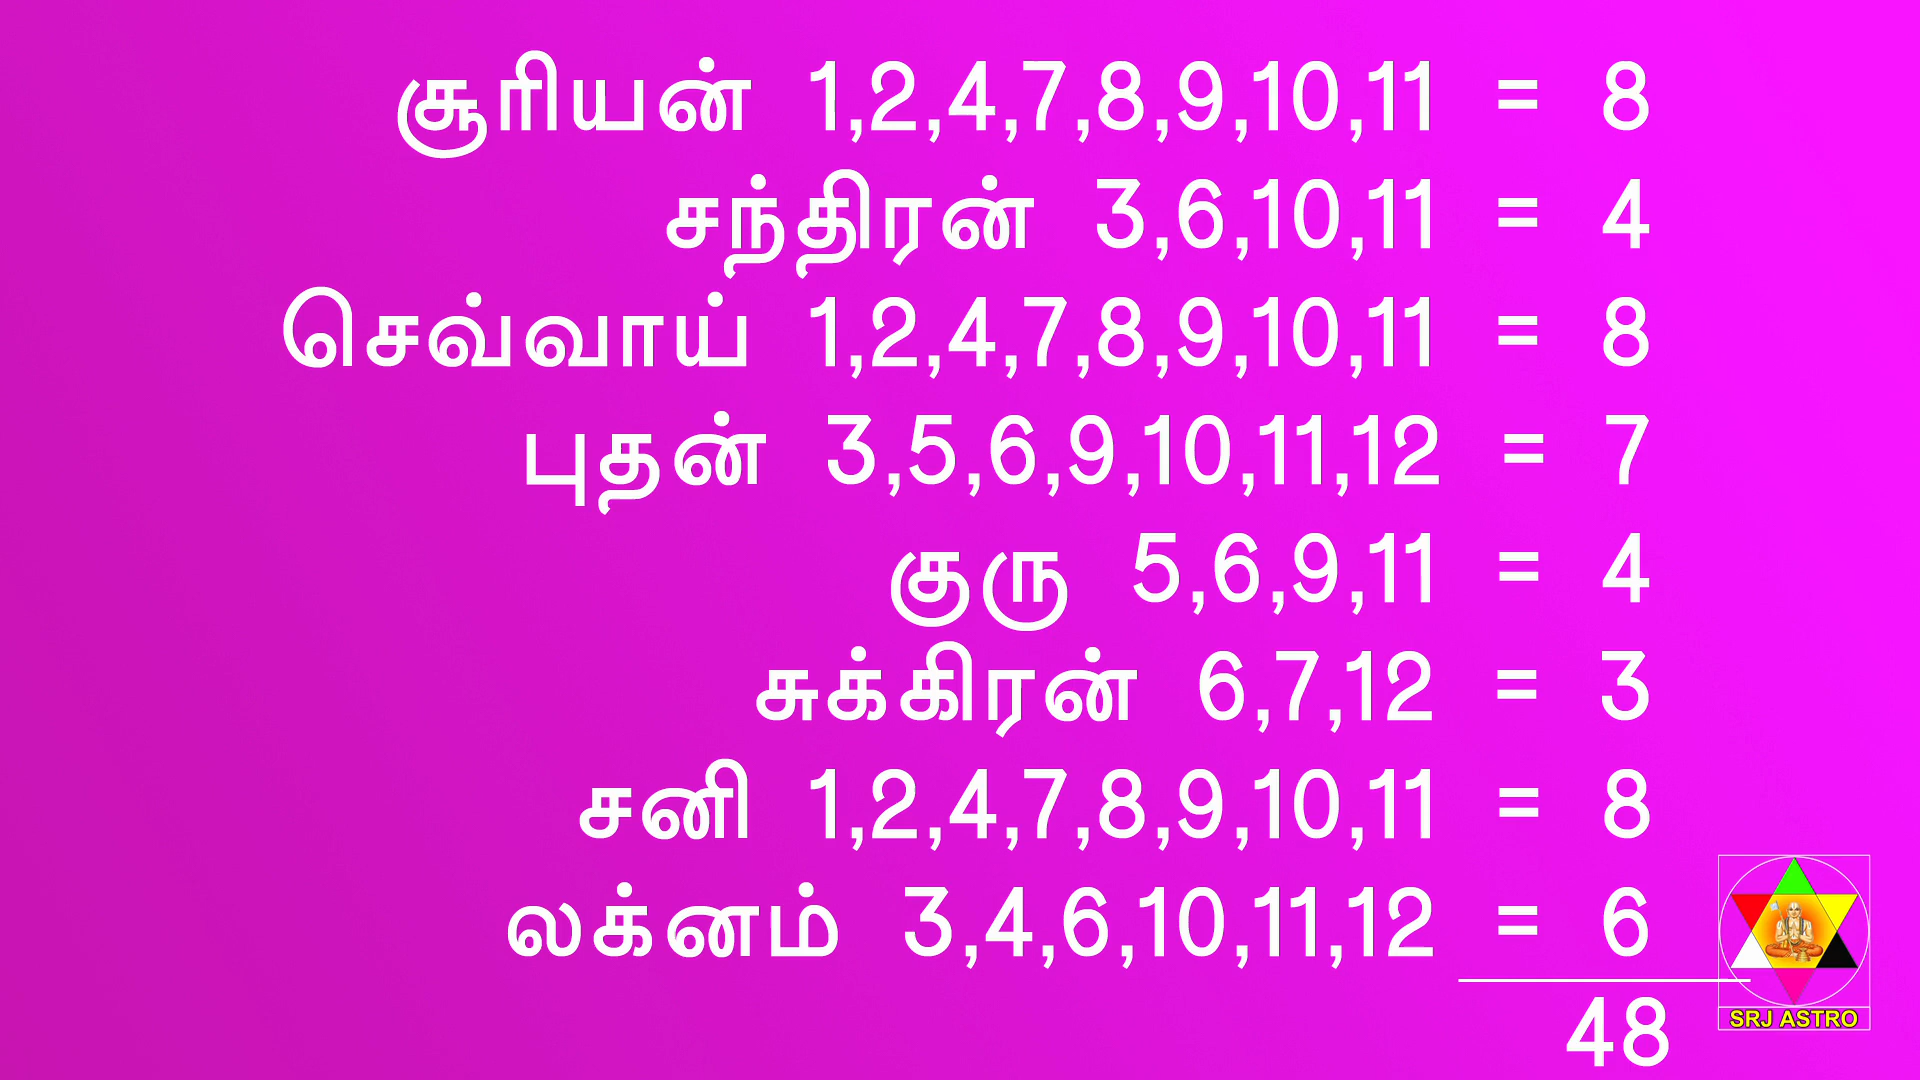 சூரியன் 1,2,4,7,8,9,10,11 = 8
சந்திரன் 3,6,10,11 = 4
செவ்வாய் 1,2,4,7,8,9,10,11 = 8
புதன் 3,5,6,9,10,11,12 = 7
குரு 5,6,9,11 = 4
சுக்கிரன் 6,7,12 = 3
சனி 1,2,4,7,8,9,10,11 = 8
லக்னம் 3,4,6,10,11,12 = 6
48
SRJ ASTRO